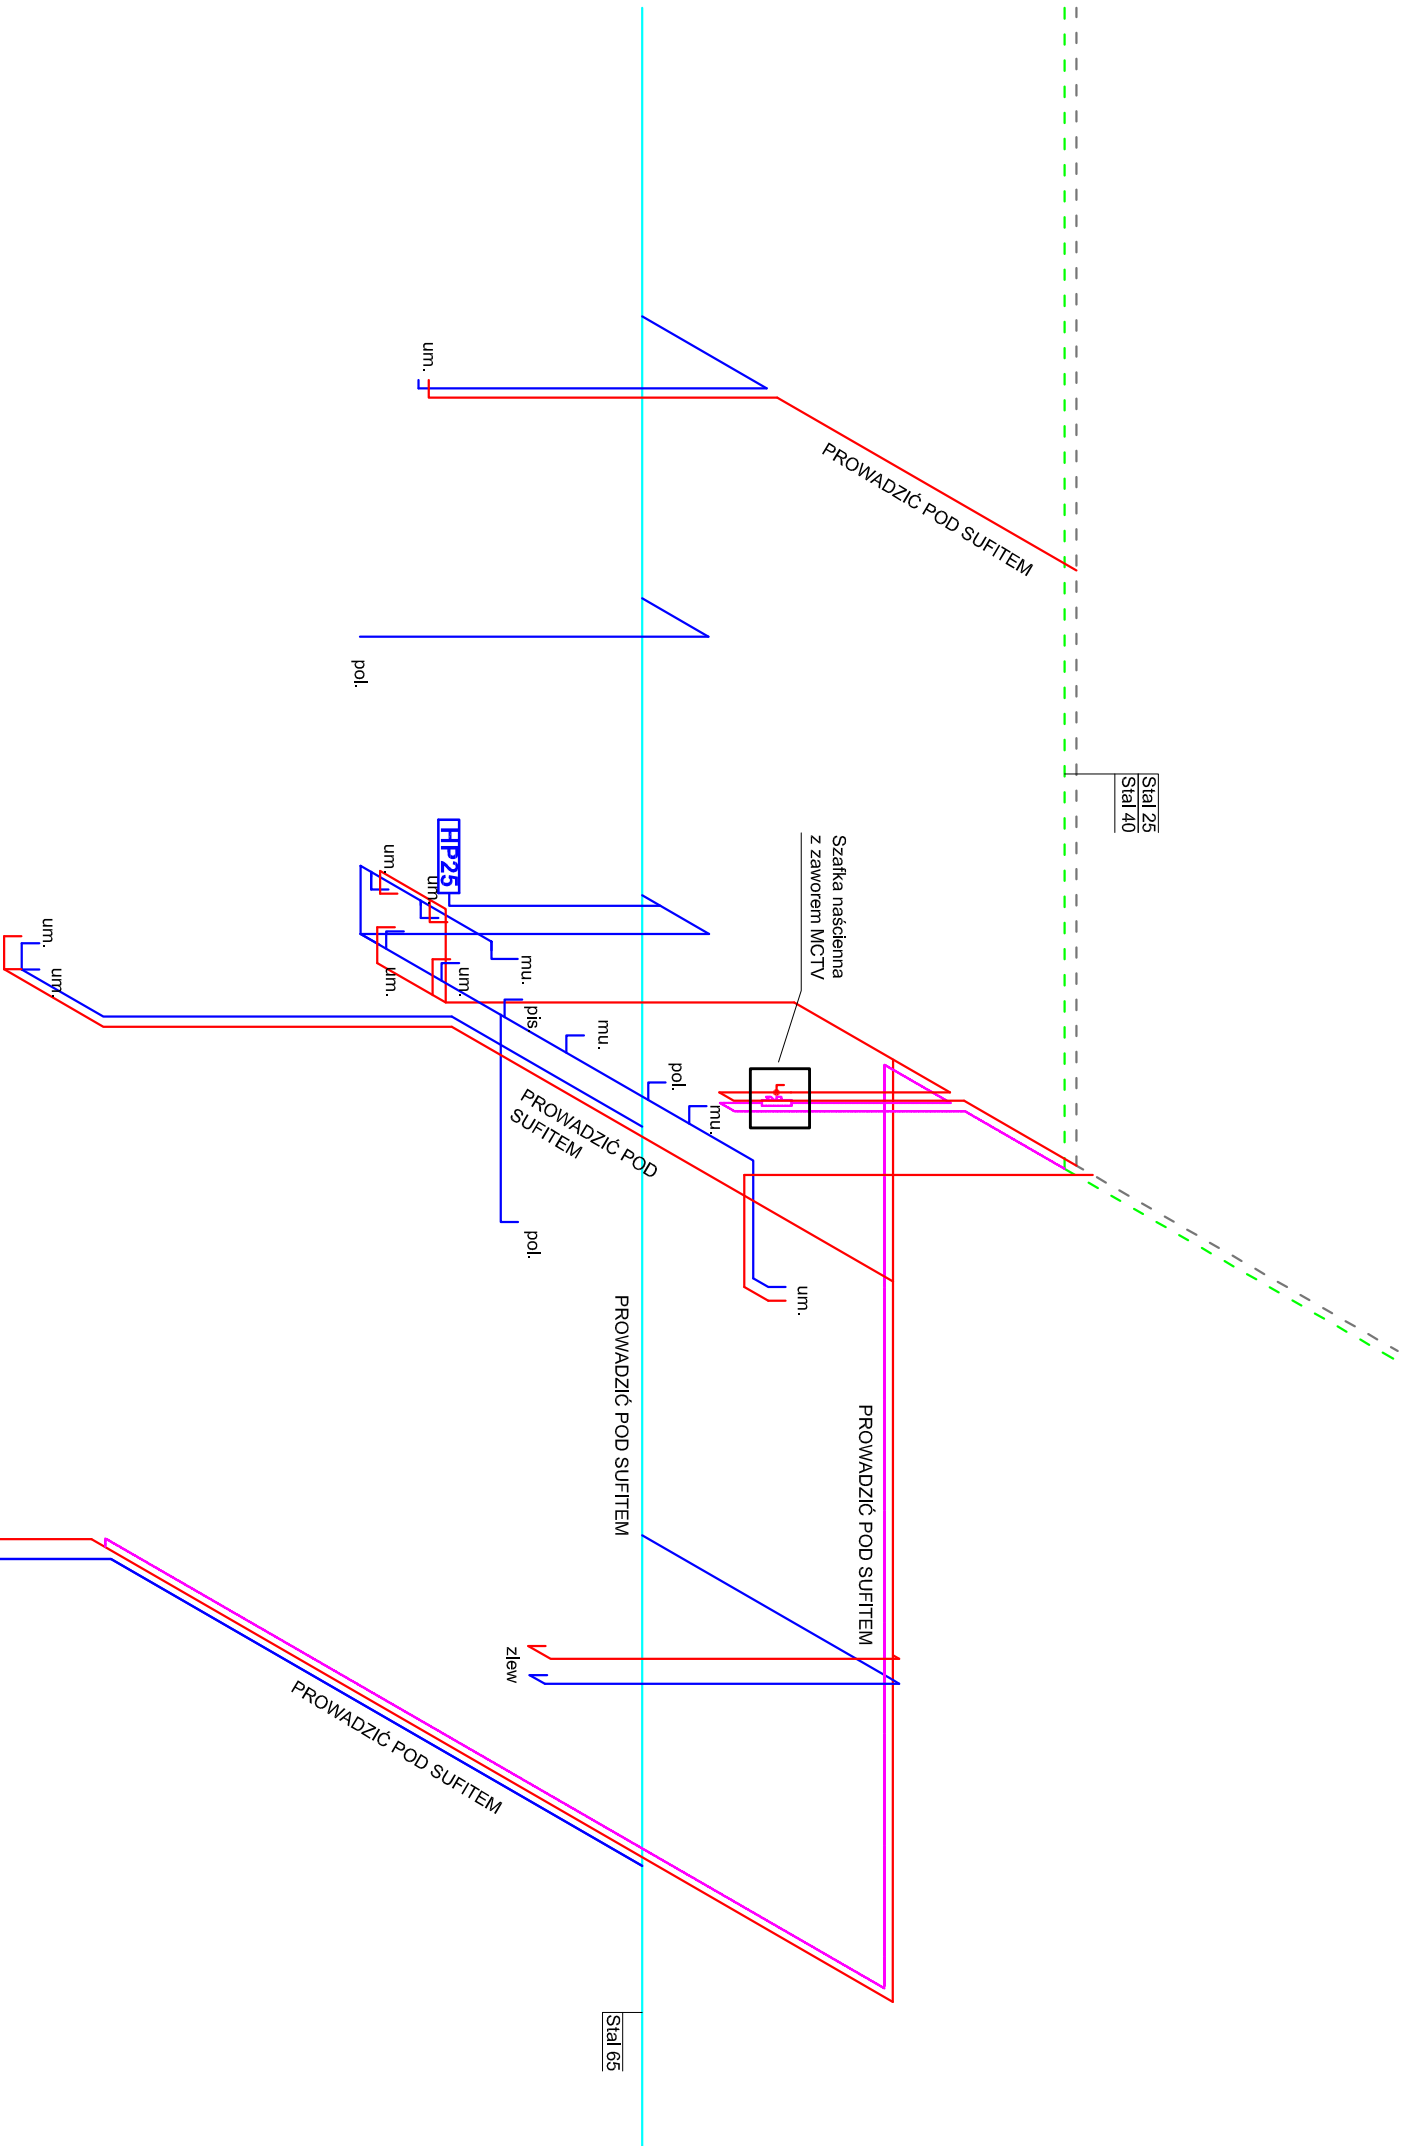 Stal 25
Stal 40
um.
PROWADZIĆ POD SUFITEM
pol.
Szafka naścienna
z zaworem MCTV
HP25
um.
um.
um.
um.
um.
um.
mu.
pis
mu.
pol.
mu.
PROWADZIĆ POD
SUFITEM
pol.
um.
PROWADZIĆ POD SUFITEM
PROWADZIĆ POD SUFITEM
zlew
PROWADZIĆ POD SUFITEM
Stal 65